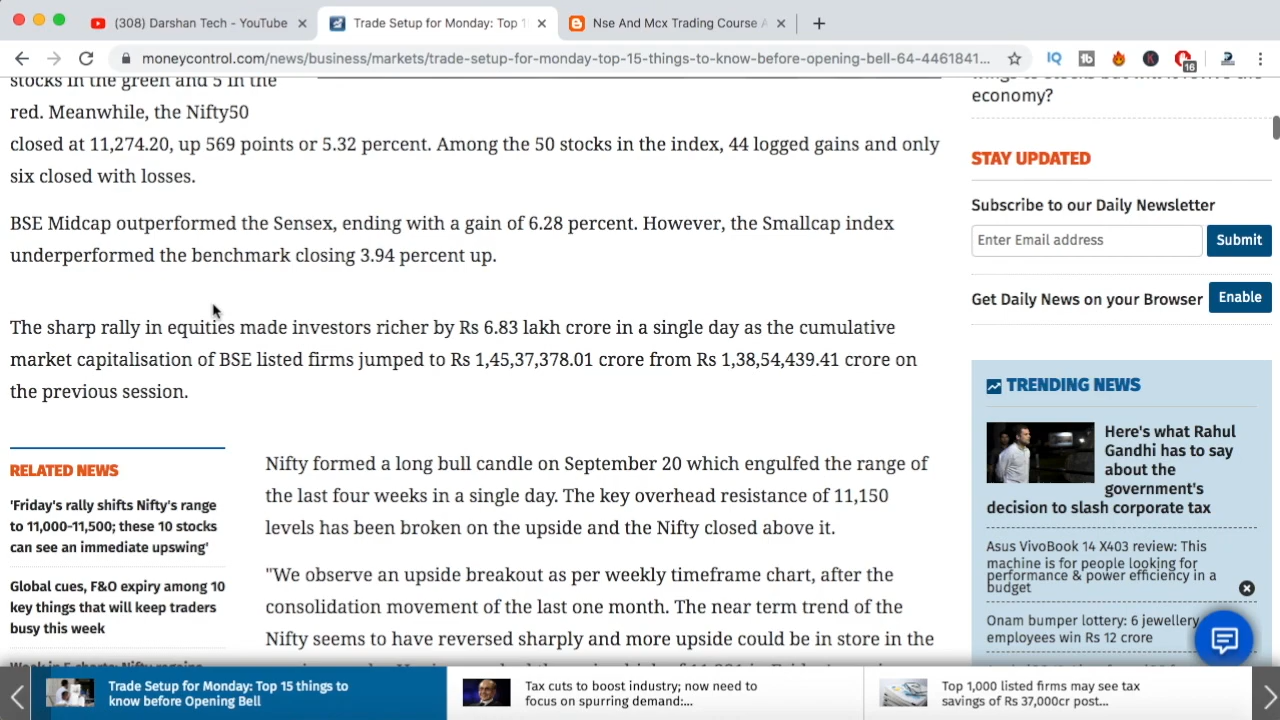 (308) Darshan Tech - YouTube
Trade Setup for Monday: Top 1
Nse And Mcx Trading Course A
moneycontrol.com/news/business/markets/trade-setup-for-monday-top-15-things-to-know-before-opening-bell-64-4461841...
16
stocks in the green and 5 in the
red. Meanwhile, the Nifty50
closed at 11,274.20, up 569 points or 5.32 percent. Among the 50 stocks in the index, 44 logged gains and only
six closed with losses.
BSE Midcap outperformed the Sensex, ending with a gain of 6.28 percent. However, the Smallcap index
underperformed the benchmark closing 3.94 percent up.
The sharp rally in equities made investors richer by Rs 6.83 lakh crore in a single day as the cumulative
market capitalisation of BSE listed firms jumped to Rs 1,45,37,378.01 crore from Rs 1,38,54,439.41 crore on
the previous session.
RELATED NEWS
'Friday's rally shifts Nifty's range
to 11,000-11,500; these 10 stocks
can see an immediate upswing'
Global cues, F&O expiry among 10
key things that will keep traders
busy this week
Nifty formed a long bull candle on September 20 which engulfed the range of
the last four weeks in a single day. The key overhead resistance of 11,150
levels has been broken on the upside and the Nifty closed above it.
"We observe an upside breakout as per weekly timeframe chart, after the
consolidation movement of the last one month. The near term trend of the
Nifty seems to have reversed sharply and more upside could be in store in the
economy?
STAY UPDATED
Subscribe to our Daily Newsletter
Enter Email address
Submit
Get Daily News on your Browser
Enable
TRENDING NEWS
Here's what Rahul
Gandhi has to say
about the
government's
decision to slash corporate tax
Asus VivoBook 14 X403 review: This
machine is for people looking for
performance & power efficiency in a
budget
Onam bumper lottery: 6 jewellery
employees win Rs 12 crore
Trade Setup for Monday: Top 15 things to
know before Opening Bell
Tax cuts to boost industry; now need to
focus on spurring demand:...
Top 1,000 listed firms may see tax
savings of Rs 37,000cr post...